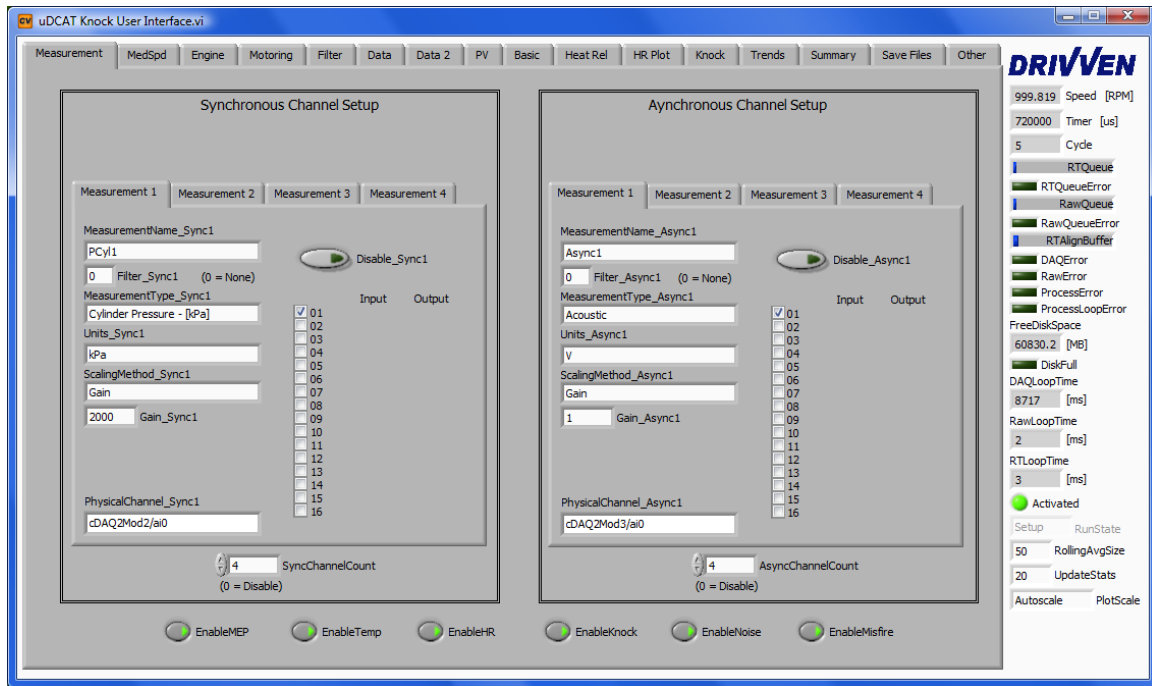 uDCAT Knock User Interface.vi
Measurement MedSpd Engine Motoring Filter Data Data 2 PV Basic Heat Rel HR Plot Knock Trends Summary Save Files Other
DRIVVEN
Synchronous Channel Setup
Measurement 1 Measurement 2 Measurement 3 Measurement 4
MeasurementName_Sync1
PCyl1
Disable_Sync1
0 Filter_Sync1 (0 = None)
MeasurementType_Sync1
Input Output
Cylinder Pressure - [kPa]
Units_Sync1
kPa
ScalingMethod_Sync1
Gain
2000 Gain_Sync1
01
02
03
04
05
06
07
08
09
10
11
12
13
14
15
16
PhysicalChannel_Sync1
cDAQ2Mod2/ai0
4 SyncChannelCount
(0 = Disable)
Aynchronous Channel Setup
Measurement 1 Measurement 2 Measurement 3 Measurement 4
MeasurementName_Async1
Async1
Disable_Async1
0 Filter_Async1 (0 = None)
MeasurementType_Async1
Input Output
Acoustic
Units_Async1
V
ScalingMethod_Async1
Gain
1 Gain_Async1
01
02
03
04
05
06
07
08
09
10
11
12
13
14
15
16
PhysicalChannel_Async1
cDAQ2Mod3/ai0
4 AsyncChannelCount
(0 = Disable)
EnableMEP EnableTemp EnableHR EnableKnock EnableNoise EnableMisfire
999.819 Speed [RPM]
720000 Timer [us]
5 Cycle
RTQueue
RTQueueError
RawQueue
RawQueueError
RTAlignBuffer
DAQError
RawError
ProcessError
ProcessLoopError
FreeDiskSpace
60830.2 [MB]
DiskFull
DAQLoopTime
8717 [ms]
RawLoopTime
2 [ms]
RTLoopTime
3 [ms]
Activated
Setup RunState
50 RollingAvgSize
20 UpdateStats
Autoscale PlotScale